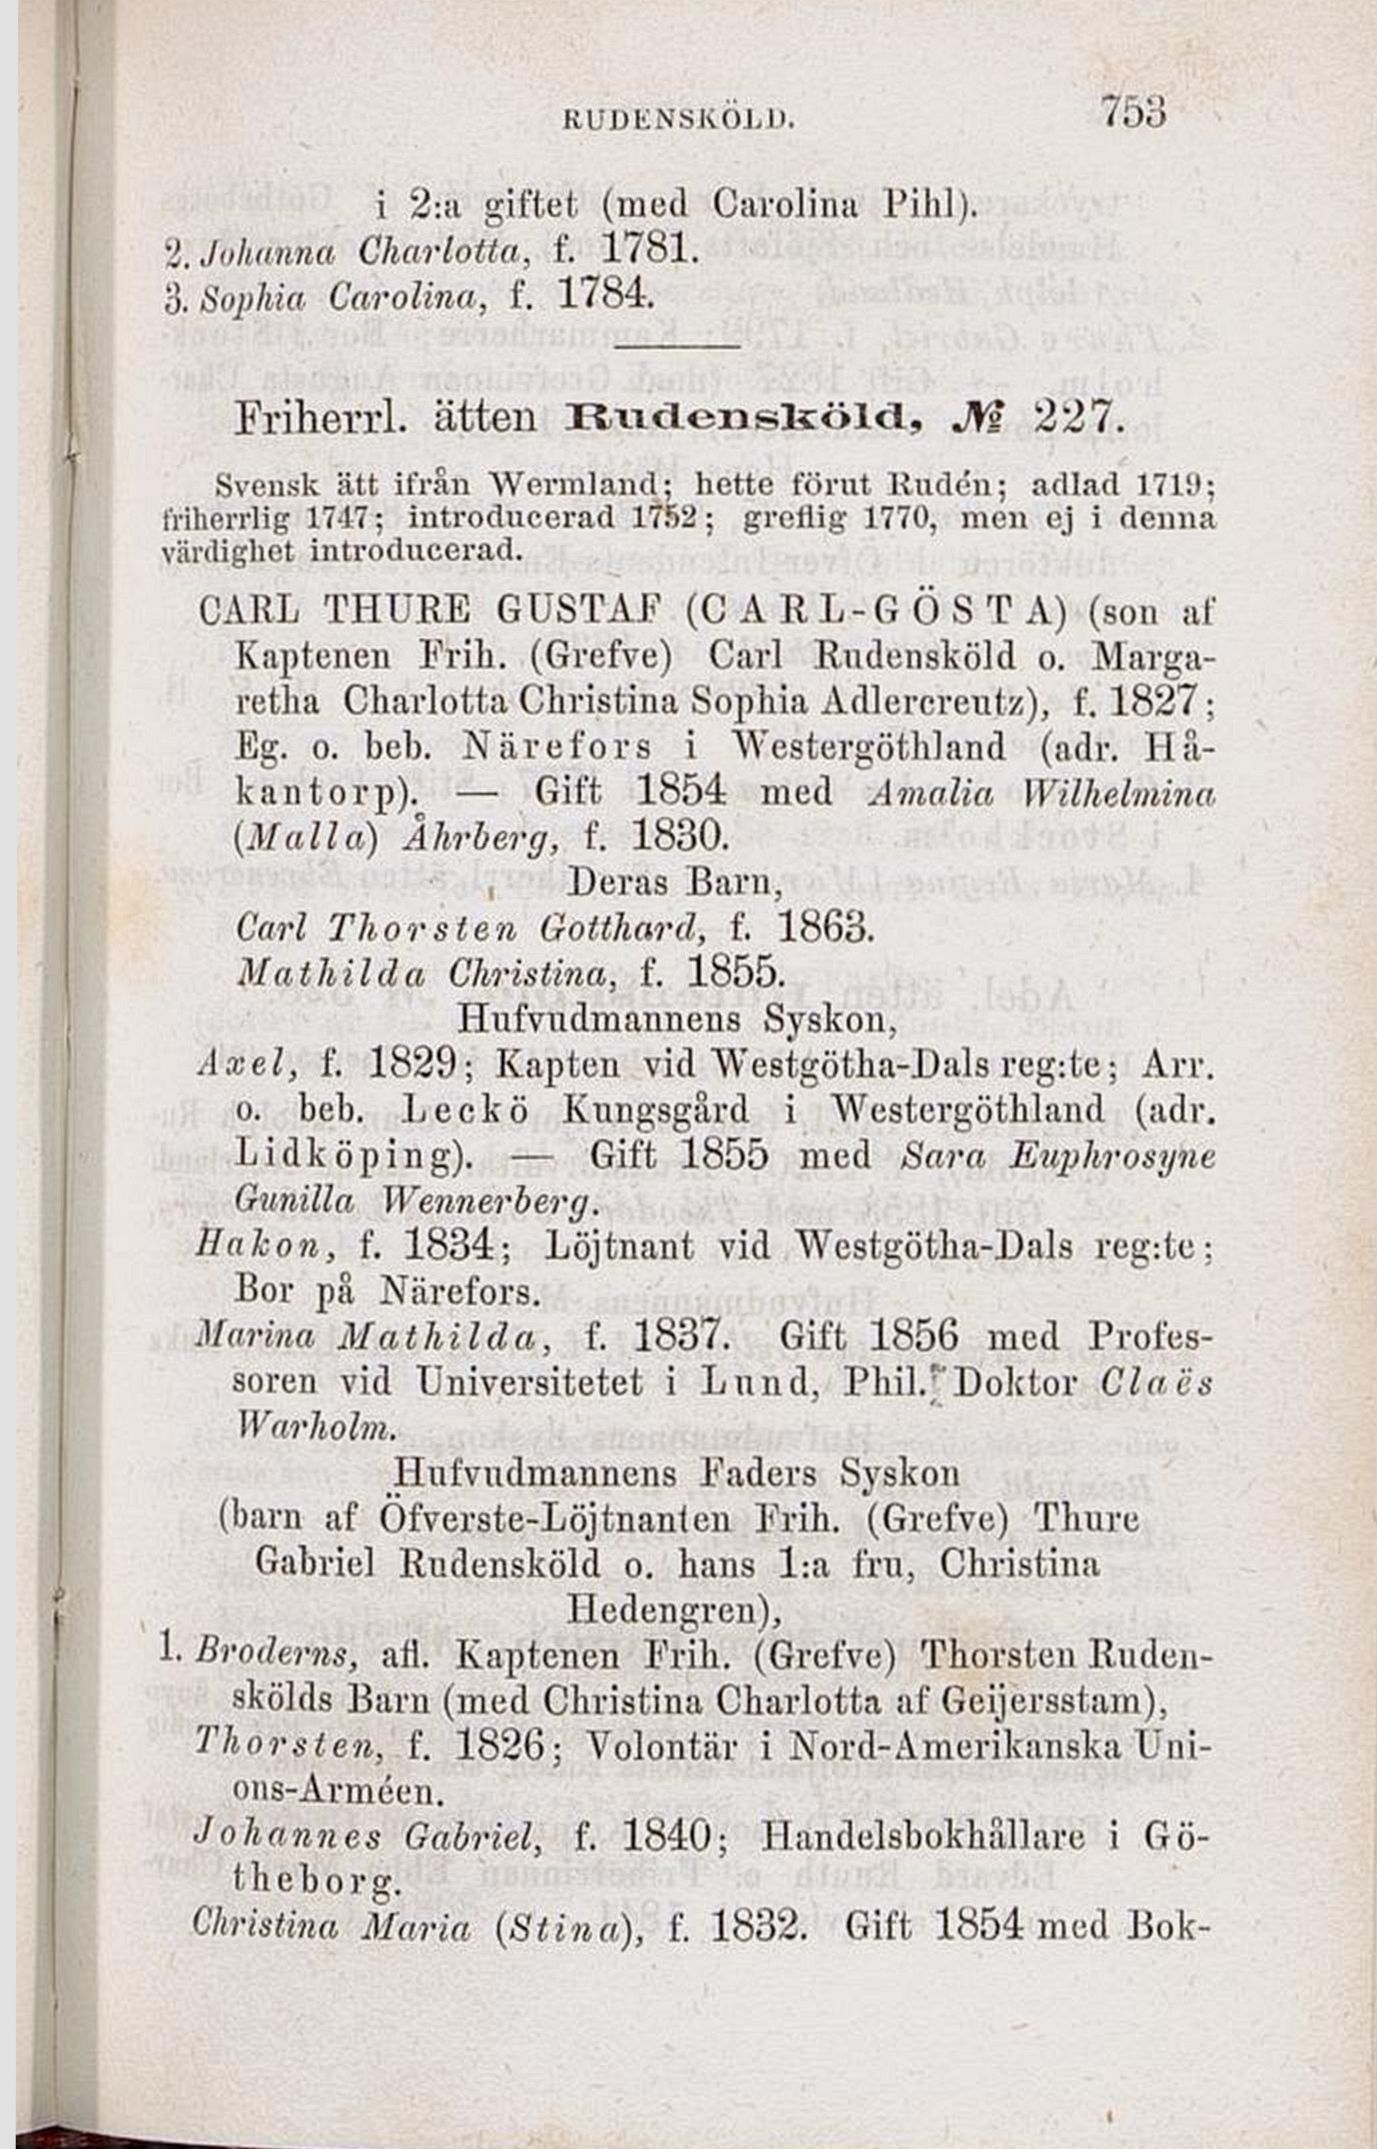 RUDENSKÖLD. 753
i 2:a giftet (med Carolina Pihl).
2. Johanna Charlotta, f. 1781.
3. Sophia Carolina, f. 1784.
Friherrl. ätten Rudensköld, № 227.
Svensk ätt ifrån Wermland; hette förut Rudén; adlad 1719;
friherrlig 1747; introducerad 1752; greflig 1770, men ej i denna
värdighet introducerad.
CARL THURE GUSTAF (CARL-GÖSTA) (son af
Kaptenen Frih. (Grefve) Carl Rudensköld o. Marga-
retha Charlotta Christina Sophia Adlercreutz), f. 1827;
Eg. o. beb. Närefors i Westergöthland (adr. Hå-
kantorp). — Gift 1854 med Amalia Wilhelmina
(Malla) Åhrberg, f. 1830.
Deras Barn,
Carl Thorsten Gotthard, f. 1863.
Mathilda Christina, f. 1855.
Hufvudmannens Syskon,
Axel, f. 1829; Kapten vid Westgötha-Dals reg:te; Arr.
o. beb. Leckö Kungsgård i Westergöthland (adr.
Lidköping). — Gift 1855 med Sara Euphrosyne
Gunilla Wennerberg.
Hakon, f. 1834; Löjtnant vid Westgötha-Dals reg:te;
Bor på Närefors.
Marina Mathilda, f. 1837. Gift 1856 med Profes-
soren vid Universitetet i Lund, Phil. Doktor Claës
Warholm.
Hufvudmannens Faders Syskon
(barn af Öfverste-Löjtnanten Frih. (Grefve) Thure
Gabriel Rudensköld o. hans 1:a fru, Christina
Hedengren),
1. Broderns, afl. Kaptenen Frih. (Grefve) Thorsten Ruden-
skölds Barn (med Christina Charlotta af Geijersstam),
Thorsten, f. 1826; Volontär i Nord-Amerikanska Uni-
ons-Arméen.
Johannes Gabriel, f. 1840; Handelsbokhållare i Gö-
theborg.
Christina Maria (Stina), f. 1832. Gift 1854 med Bok-